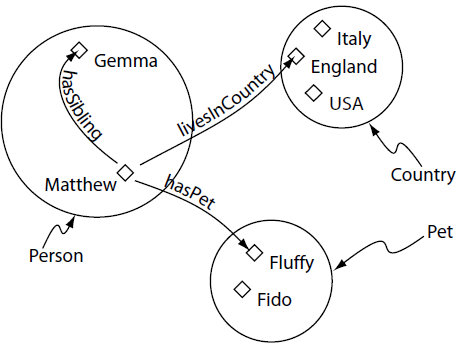 Gemma
hasSibling
Matthew
Person
livesInCountry
Italy
England
USA
Country
hasPet
Fluffy
Fido
Pet